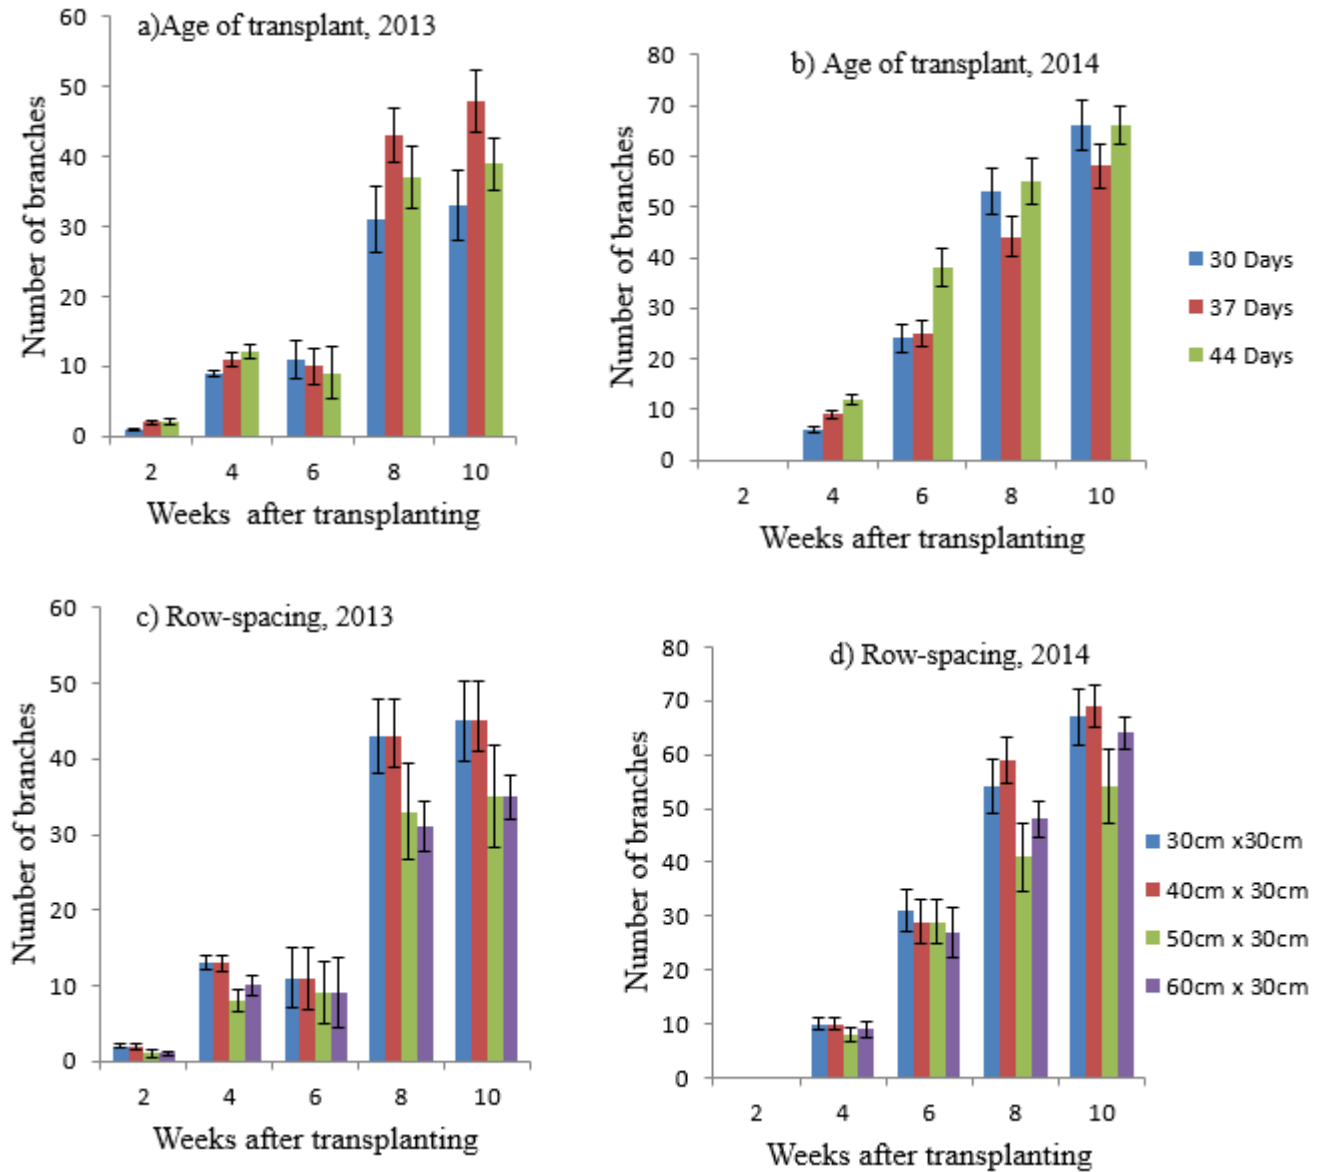 a)Age of transplant, 2013
60
50
40
30
20
10
0
Number of branches
2 4 6 8 10
Weeks after transplanting
b) Age of transplant, 2014
80
70
60
50
40
30
20
10
0
Number of branches
2 4 6 8 10
Weeks after transplanting
30 Days
37 Days
44 Days
c) Row-spacing, 2013
60
50
40
30
20
10
0
Number of branches
2 4 6 8 10
Weeks after transplanting
d) Row-spacing, 2014
80
70
60
50
40
30
20
10
0
Number of branches
2 4 6 8 10
Weeks after transplanting
30cm x30cm
40cm x 30cm
50cm x 30cm
60cm x 30cm